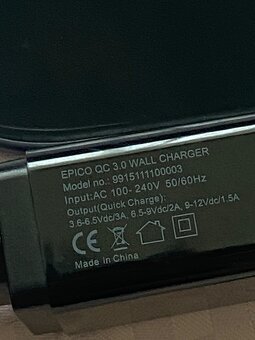 EPICO QC 3.0 WALL CHARGER
Model no.: 9915111100003
Input:AC 100- 240V 50/60Hz
Output(Quick Charge):
3.6-6.5Vdc/3A, 6.5-9Vdc/2A, 9-12Vdc/1.5A
CE
Made in China